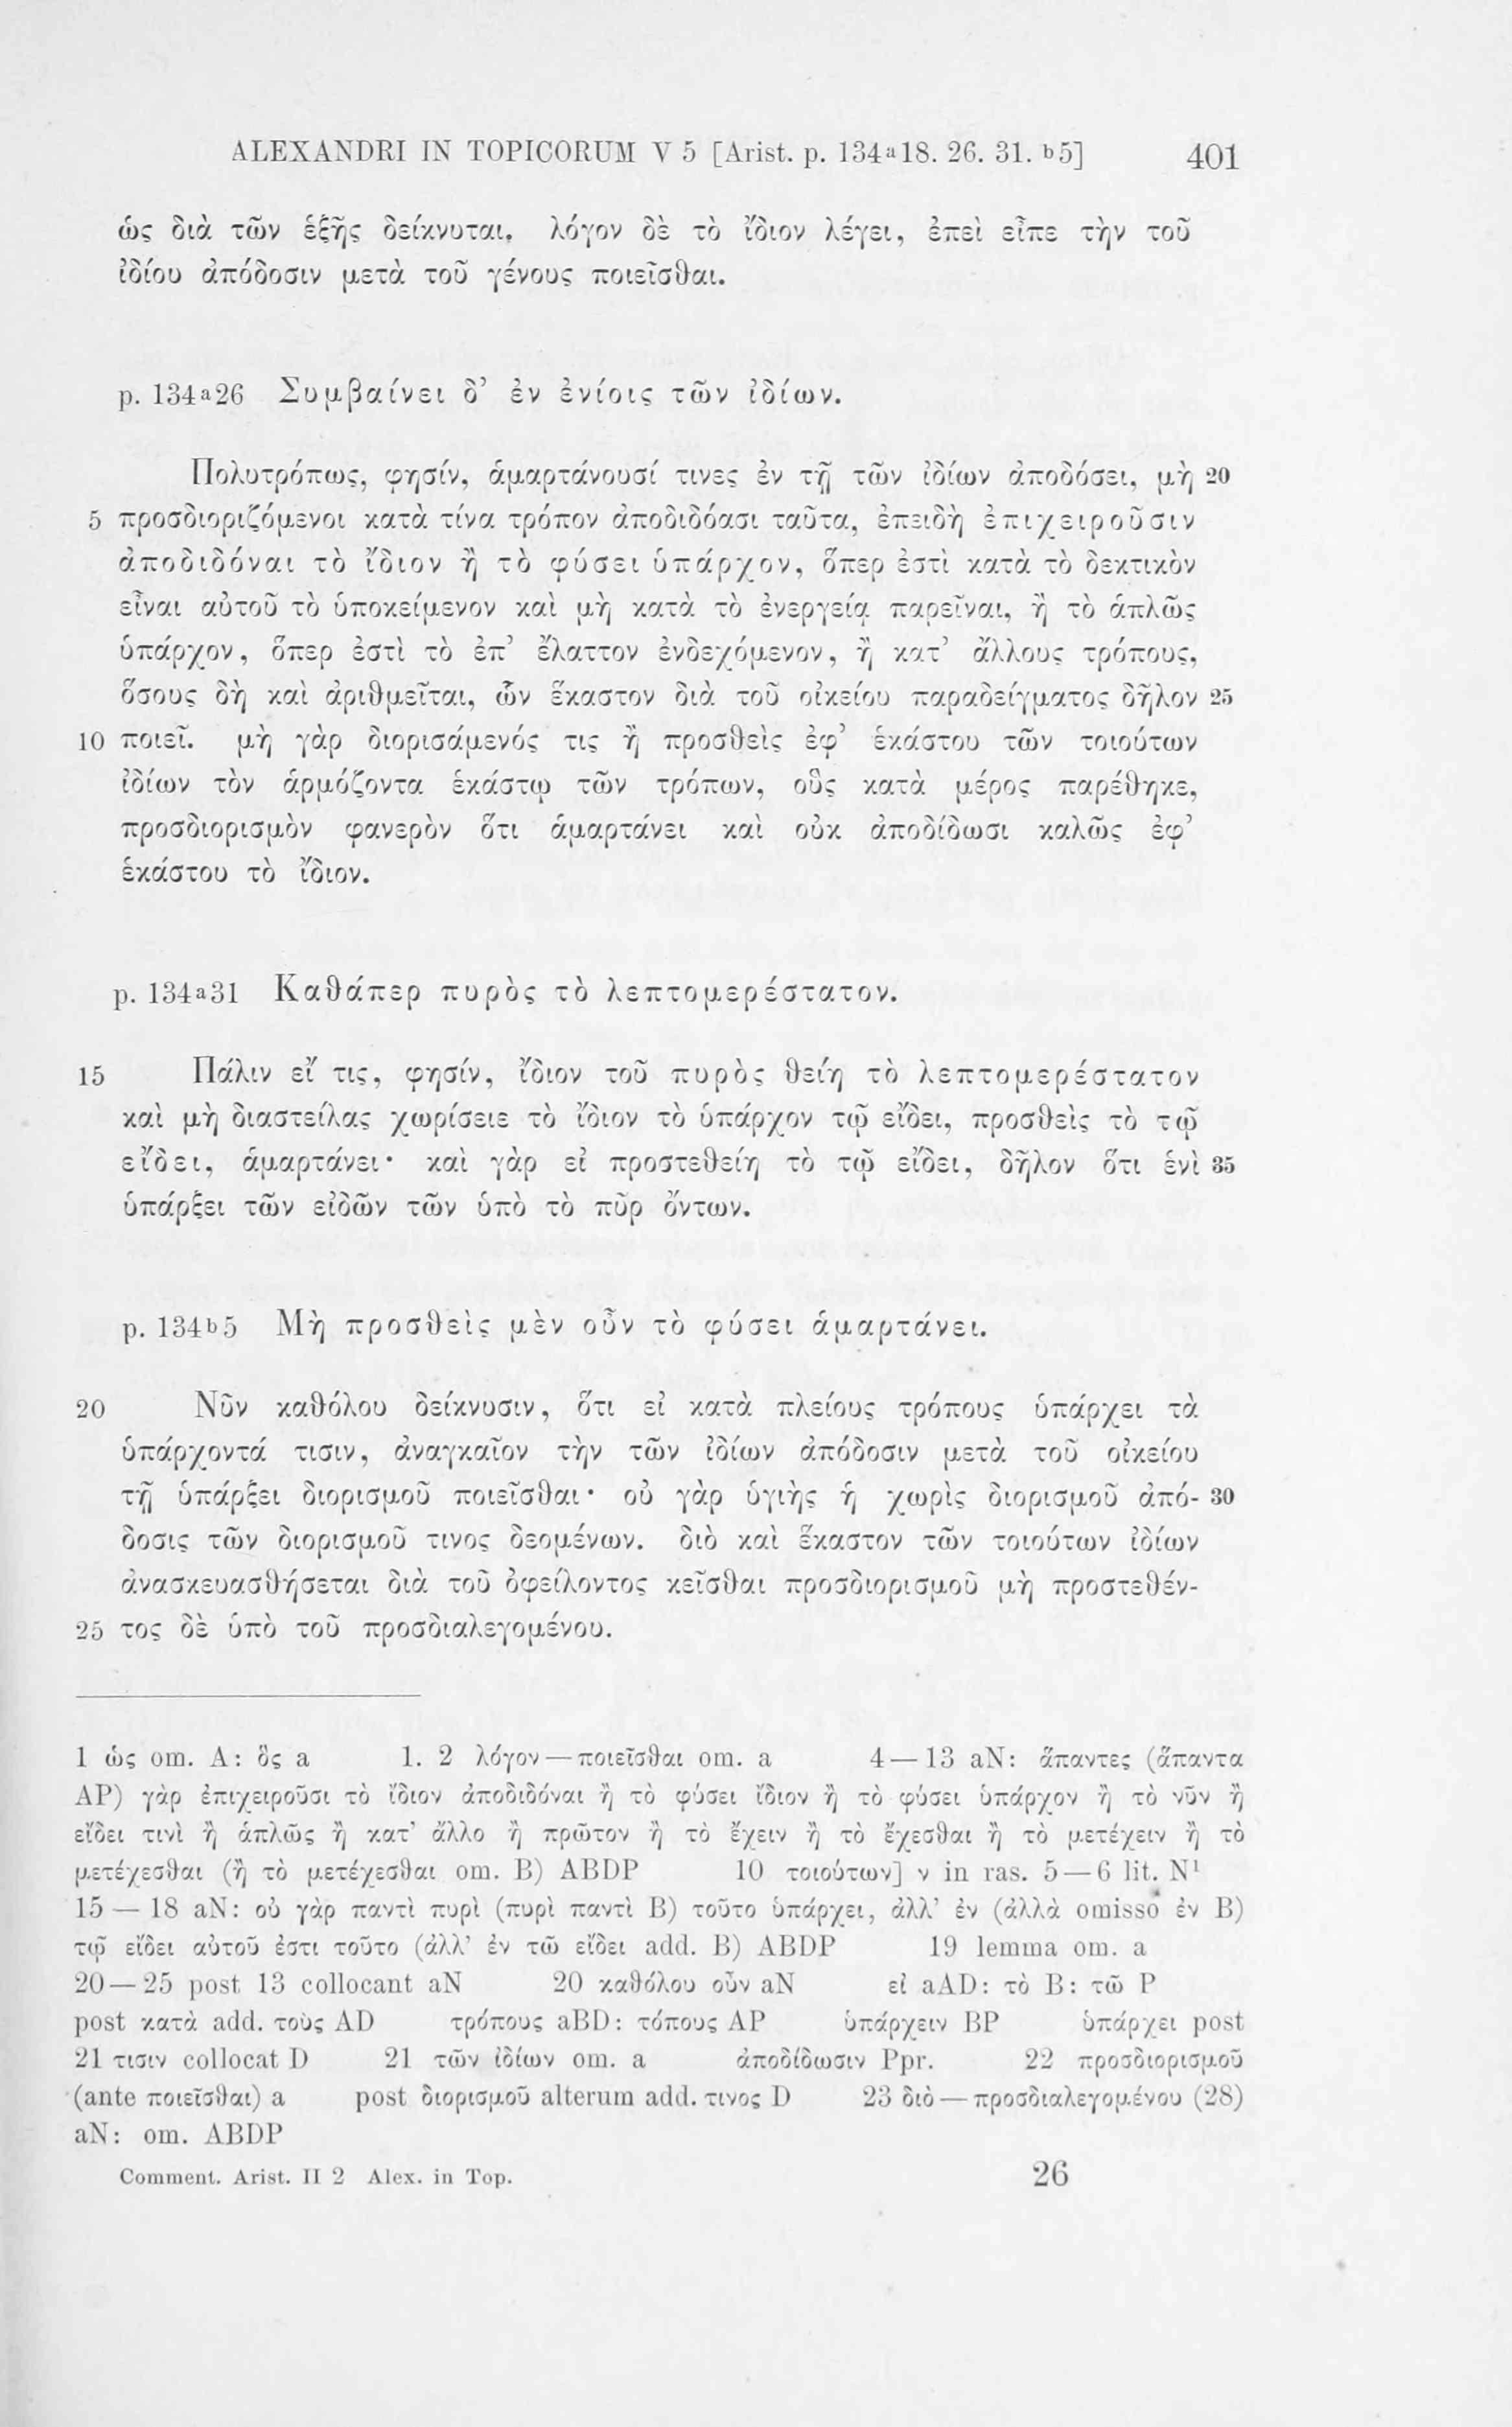 ALEXANDRI IN TOPICORUM V 5 [Arist. p. 134a18. 26. 31. b5] 401
ὡς διὰ τῶν ἑξῆς δείκνυται. λόγον δὲ τὸ ἴδιον λέγει, ἐπεὶ εἶπε τὴν τοῦ
ἰδίου ἀπόδοσιν μετὰ τοῦ γένους ποιεῖσθαι.
p. 134a26 Συμβαίνει δ’ ἐν ἐνίοις τῶν ἰδίων.
Πολυτρόπως, φησίν, ἁμαρτάνουσί τινες ἐν τῇ τῶν ἰδίων ἀποδόσει, μὴ 20
5 προσδιοριζόμενοι κατὰ τίνα τρόπον ἀποδιδόασι ταῦτα, ἐπειδὴ ἐπιχειροῦσιν
ἀποδιδόναι τὸ ἴδιον ἢ τὸ φύσει ὑπάρχον, ὅπερ ἐστὶ κατὰ τὸ δεκτικὸν
εἶναι αὐτοῦ τὸ ὑποκείμενον καὶ μὴ κατὰ τὸ ἐνεργείᾳ παρεῖναι, ἢ τὸ ἁπλῶς
ὑπάρχον, ὅπερ ἐστὶ τὸ ἐπ’ ἔλαττον ἐνδεχόμενον, ἢ κατ’ ἄλλους τρόπους,
ὅσους δὴ καὶ ἀριθμεῖται, ὧν ἕκαστον διὰ τοῦ οἰκείου παραδείγματος δῆλον 25
10 ποιεῖ. μὴ γὰρ διορισάμενός τις ἢ προσθεὶς ἐφ’ ἑκάστου τῶν τοιούτων
ἰδίων τὸν ἁρμόζοντα ἑκάστῳ τῶν τρόπων, οὓς κατὰ μέρος παρέθηκε,
προσδιορισμὸν φανερὸν ὅτι ἁμαρτάνει καὶ οὐκ ἀποδίδωσι καλῶς ἐφ’
ἑκάστου τὸ ἴδιον.
p. 134a31 Καθάπερ πυρὸς τὸ λεπτομερέστατον.
15 Πάλιν εἴ τις, φησίν, ἴδιον τοῦ πυρὸς θείη τὸ λεπτομερέστατον
καὶ μὴ διαστείλας χωρίσειε τὸ ἴδιον τὸ ὑπάρχον τῷ εἴδει, προσθεὶς τὸ τῷ
εἴδει, ἁμαρτάνει· καὶ γὰρ εἰ προστεθείη τὸ τῷ εἴδει, δῆλον ὅτι ἑνὶ 35
ὑπάρξει τῶν εἰδῶν τῶν ὑπὸ τὸ πῦρ ὄντων.
p. 134b5 Μὴ προσθεὶς μὲν οὖν τὸ φύσει ἁμαρτάνει.
20 Νῦν καθόλου δείκνυσιν, ὅτι εἰ κατὰ πλείους τρόπους ὑπάρχει τὰ
ὑπάρχοντά τισιν, ἀναγκαῖον τὴν τῶν ἰδίων ἀπόδοσιν μετὰ τοῦ οἰκείου
τῇ ὑπάρξει διορισμοῦ ποιεῖσθαι· οὐ γὰρ ὑγιὴς ἡ χωρὶς διορισμοῦ ἀπό- 30
δοσις τῶν διορισμοῦ τινος δεομένων. διὸ καὶ ἕκαστον τῶν τοιούτων ἰδίων
ἀνασκευασθήσεται διὰ τοῦ ὀφείλοντος κεῖσθαι προσδιορισμοῦ μὴ προστεθέν-
25 τος δὲ ὑπὸ τοῦ προσδιαλεγομένου.
1 ὡς om. A: ὃς a 1. 2 λόγον—ποιεῖσθαι om. a 4—13 aN: ἅπαντες (ἅπαντα
AP) γὰρ ἐπιχειροῦσι τὸ ἴδιον ἀποδιδόναι ἢ τὸ φύσει ἴδιον ἢ τὸ φύσει ὑπάρχον ἢ τὸ νῦν ἢ
εἴδει τινὶ ἢ ἁπλῶς ἢ κατ’ ἄλλο ἢ πρῶτον ἢ τὸ ἔχειν ἢ τὸ ἔχεσθαι ἢ τὸ μετέχειν ἢ τὸ
μετέχεσθαι (ἢ τὸ μετέχεσθαι om. B) ABDP 10 τοιούτων] ν in ras. 5—6 lit. N1
15—18 aN: οὐ γὰρ παντὶ πυρὶ (πυρὶ παντὶ B) τοῦτο ὑπάρχει, ἀλλ’ ἐν (ἀλλὰ omisso ἐν B)
τῷ εἴδει αὐτοῦ ἐστι τοῦτο (ἀλλ’ ἐν τῶ εἴδει add. B) ABDP 19 lemma om. a
20—25 post 13 collocant aN 20 καθόλου οὖν aN εἰ aAD: τὸ B: τῶ P
post κατὰ add. τοὺς AD τρόπους aBD: τόπους AP ὑπάρχειν BP ὑπάρχει post
21 τισιν collocat D 21 τῶν ἰδίων om. a ἀποδίδωσιν Ppr. 22 προσδιορισμοῦ
(ante ποιεῖσθαι) a post διορισμοῦ alterum add. τινος D 23 διὸ—προσδιαλεγομένου (28)
aN: om. ABDP
Comment. Arist. II 2 Alex. in Top. 26